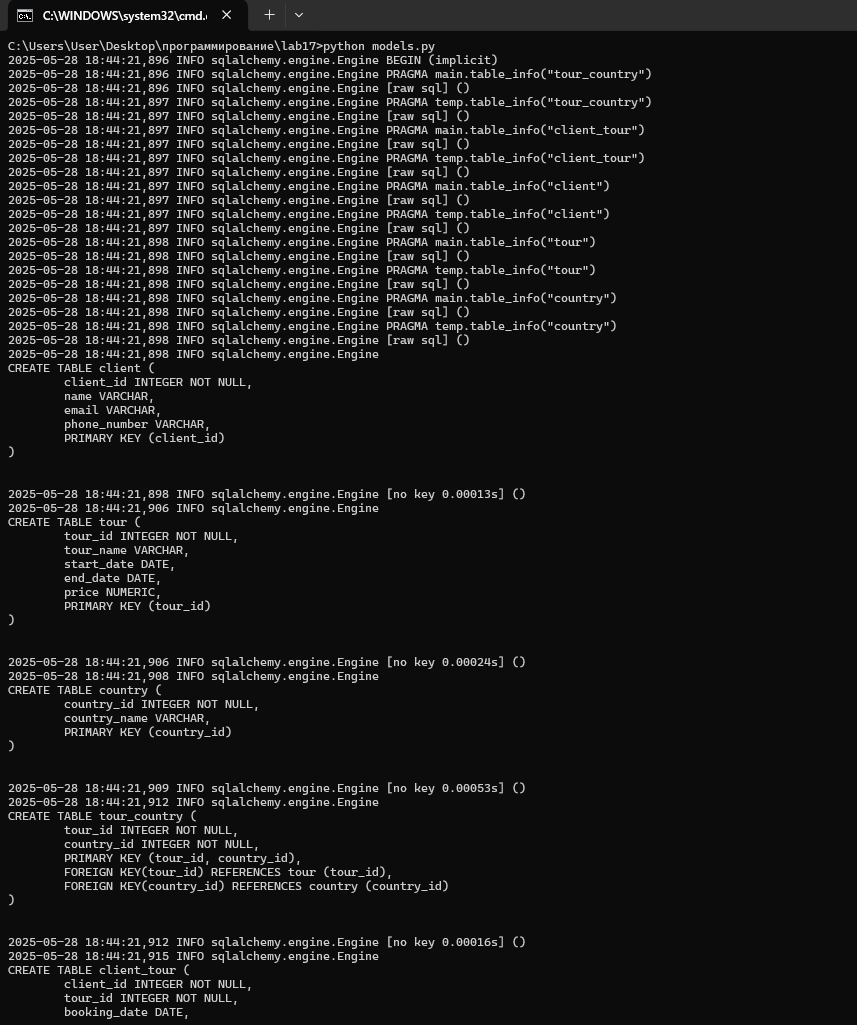 C:\WINDOWS\system32\cmd.
C:\Users\User\Desktop\программирование\lab17>python models.py
2025-05-28 18:44:21,896 INFO sqlalchemy.engine.Engine BEGIN (implicit)
2025-05-28 18:44:21,896 INFO sqlalchemy.engine.Engine PRAGMA main.table_info("tour_country")
2025-05-28 18:44:21,896 INFO sqlalchemy.engine.Engine [raw sql] ()
2025-05-28 18:44:21,897 INFO sqlalchemy.engine.Engine PRAGMA temp.table_info("tour_country")
2025-05-28 18:44:21,897 INFO sqlalchemy.engine.Engine [raw sql] ()
2025-05-28 18:44:21,897 INFO sqlalchemy.engine.Engine PRAGMA main.table_info("client_tour")
2025-05-28 18:44:21,897 INFO sqlalchemy.engine.Engine [raw sql] ()
2025-05-28 18:44:21,897 INFO sqlalchemy.engine.Engine PRAGMA temp.table_info("client_tour")
2025-05-28 18:44:21,897 INFO sqlalchemy.engine.Engine [raw sql] ()
2025-05-28 18:44:21,897 INFO sqlalchemy.engine.Engine PRAGMA main.table_info("client")
2025-05-28 18:44:21,897 INFO sqlalchemy.engine.Engine [raw sql] ()
2025-05-28 18:44:21,897 INFO sqlalchemy.engine.Engine PRAGMA temp.table_info("client")
2025-05-28 18:44:21,897 INFO sqlalchemy.engine.Engine [raw sql] ()
2025-05-28 18:44:21,898 INFO sqlalchemy.engine.Engine PRAGMA main.table_info("tour")
2025-05-28 18:44:21,898 INFO sqlalchemy.engine.Engine [raw sql] ()
2025-05-28 18:44:21,898 INFO sqlalchemy.engine.Engine PRAGMA temp.table_info("tour")
2025-05-28 18:44:21,898 INFO sqlalchemy.engine.Engine [raw sql] ()
2025-05-28 18:44:21,898 INFO sqlalchemy.engine.Engine PRAGMA main.table_info("country")
2025-05-28 18:44:21,898 INFO sqlalchemy.engine.Engine [raw sql] ()
2025-05-28 18:44:21,898 INFO sqlalchemy.engine.Engine PRAGMA temp.table_info("country")
2025-05-28 18:44:21,898 INFO sqlalchemy.engine.Engine [raw sql] ()
2025-05-28 18:44:21,898 INFO sqlalchemy.engine.Engine
CREATE TABLE client (
client_id INTEGER NOT NULL,
name VARCHAR,
email VARCHAR,
phone_number VARCHAR,
PRIMARY KEY (client_id)
)
2025-05-28 18:44:21,898 INFO sqlalchemy.engine.Engine [no key 0.00013s] ()
2025-05-28 18:44:21,906 INFO sqlalchemy.engine.Engine
CREATE TABLE tour (
tour_id INTEGER NOT NULL,
tour_name VARCHAR,
start_date DATE,
end_date DATE,
price NUMERIC,
PRIMARY KEY (tour_id)
)
2025-05-28 18:44:21,906 INFO sqlalchemy.engine.Engine [no key 0.00024s] ()
2025-05-28 18:44:21,908 INFO sqlalchemy.engine.Engine
CREATE TABLE country (
country_id INTEGER NOT NULL,
country_name VARCHAR,
PRIMARY KEY (country_id)
)
2025-05-28 18:44:21,909 INFO sqlalchemy.engine.Engine [no key 0.00053s] ()
2025-05-28 18:44:21,912 INFO sqlalchemy.engine.Engine
CREATE TABLE tour_country (
tour_id INTEGER NOT NULL,
country_id INTEGER NOT NULL,
PRIMARY KEY (tour_id, country_id),
FOREIGN KEY(tour_id) REFERENCES tour (tour_id),
FOREIGN KEY(country_id) REFERENCES country (country_id)
)
2025-05-28 18:44:21,912 INFO sqlalchemy.engine.Engine [no key 0.00016s] ()
2025-05-28 18:44:21,915 INFO sqlalchemy.engine.Engine
CREATE TABLE client_tour (
client_id INTEGER NOT NULL,
tour_id INTEGER NOT NULL,
booking_date DATE,